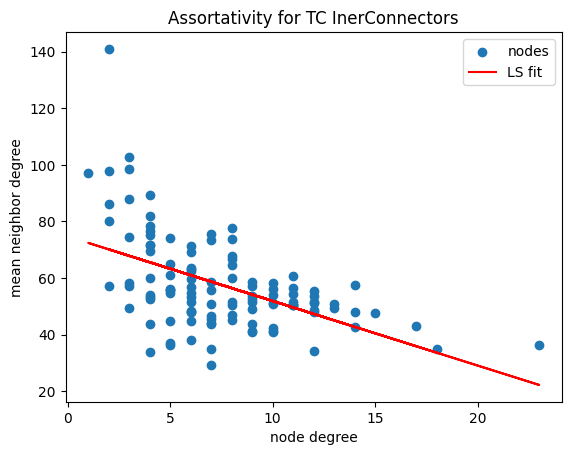 Assortativity for TC InerConnectors
nodes
LS fit
mean neighbor degree
140
120
100
80
60
40
20
0
5
10
15
20
node degree